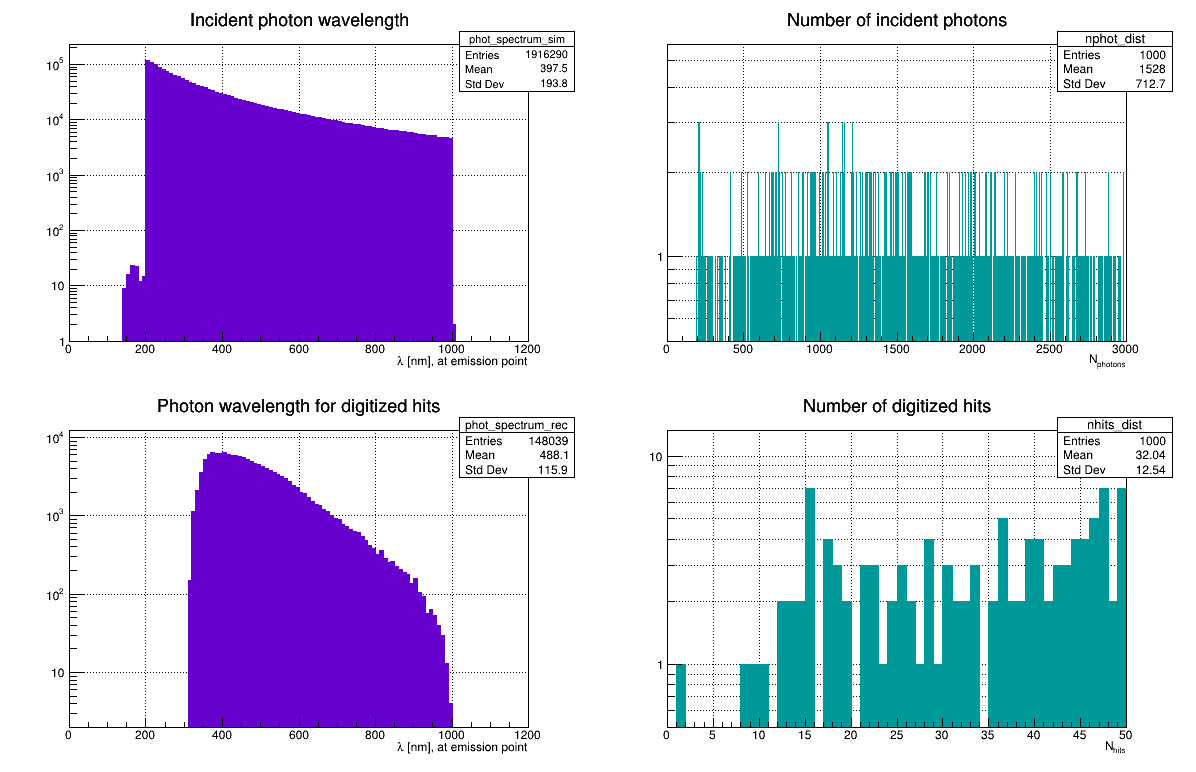 Incident photon wavelength
phot_spectrum_sim
Entries 1916290
Mean 397.5
Std Dev 193.8
10^5
10^4
10^3
10^2
10
1
0 200 400 600 800 1000 1200
λ [nm], at emission point
Number of incident photons
nphot_dist
Entries 1000
Mean 1528
Std Dev 712.7
1
0 500 1000 1500 2000 2500 3000
N_photons
Photon wavelength for digitized hits
phot_spectrum_rec
Entries 148039
Mean 488.1
Std Dev 115.9
10^4
10^3
10^2
10
0 200 400 600 800 1000 1200
λ [nm], at emission point
Number of digitized hits
nhits_dist
Entries 1000
Mean 32.04
Std Dev 12.54
10
1
0 5 10 15 20 25 30 35 40 45 50
N_hits